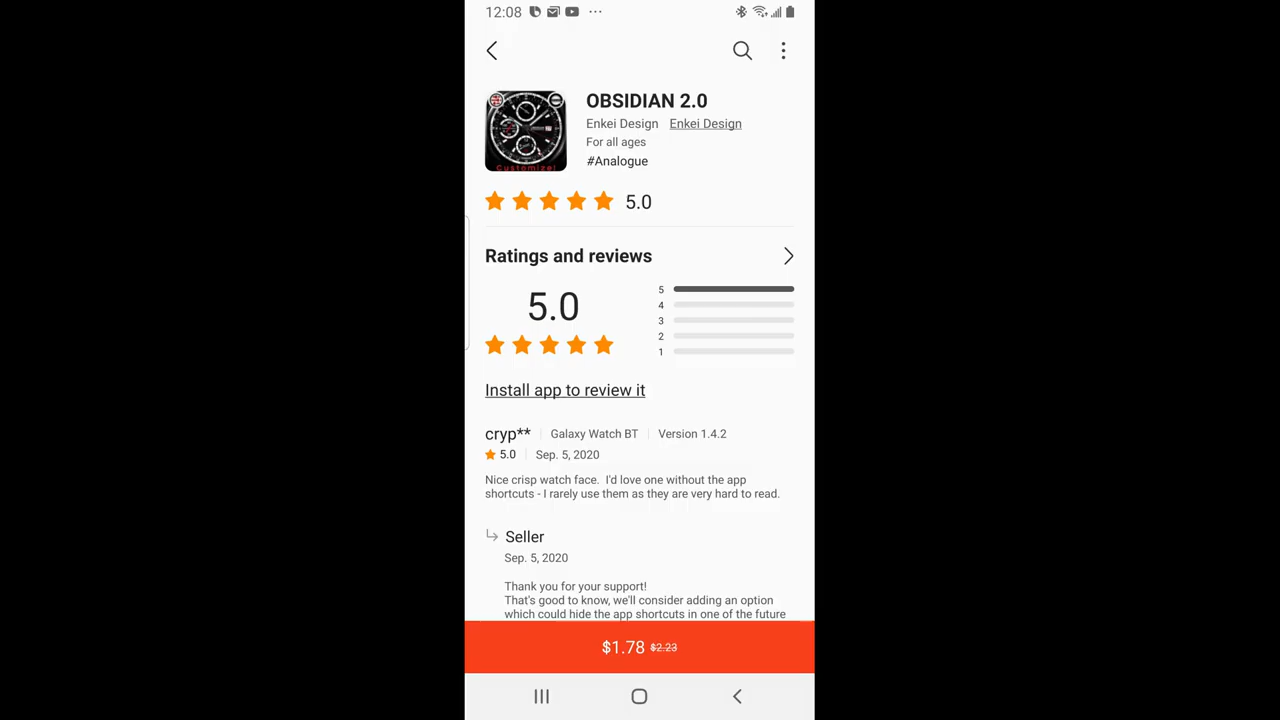 12:08
OBSIDIAN 2.0
Enkei Design Enkei Design
For all ages
#Analogue
Customize!
5.0
Ratings and reviews
5.0
5
4
3
2
1
Install app to review it
cryp** Galaxy Watch BT Version 1.4.2
5.0 Sep. 5, 2020
Nice crisp watch face. I'd love one without the app
shortcuts - I rarely use them as they are very hard to read.
Seller
Sep. 5, 2020
Thank you for your support!
That's good to know, we'll consider adding an option
which could hide the app shortcuts in one of the future
$1.78 $2.23